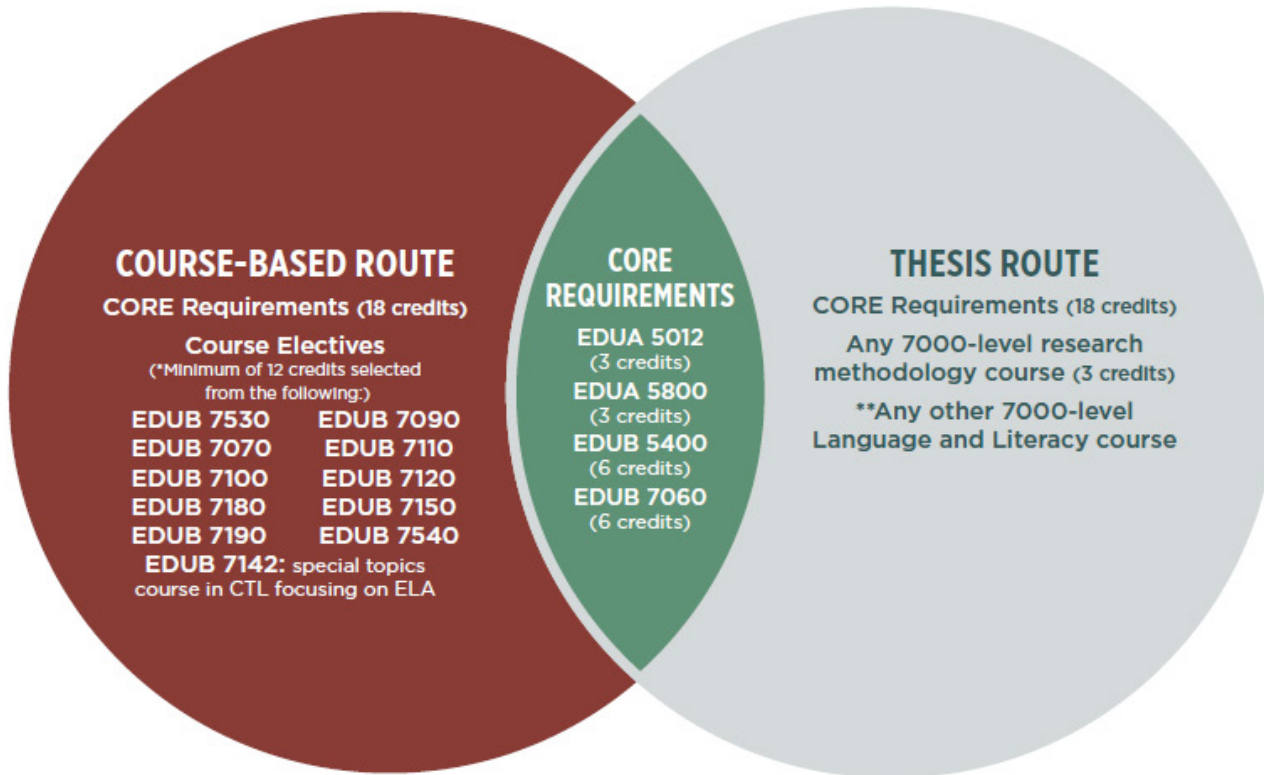 COURSE-BASED ROUTE
CORE Requirements (18 credits)
Course Electives
(*Minimum of 12 credits selected
from the following:)
EDUB 7530 EDUB 7090
EDUB 7070 EDUB 7110
EDUB 7100 EDUB 7120
EDUB 7180 EDUB 7150
EDUB 7190 EDUB 7540
EDUB 7142: special topics
course in CTL focusing on ELA
CORE
REQUIREMENTS
EDUA 5012
(3 credits)
EDUA 5800
(3 credits)
EDUB 5400
(6 credits)
EDUB 7060
(6 credits)
THESIS ROUTE
CORE Requirements (18 credits)
Any 7000-level research
methodology course (3 credits)
**Any other 7000-level
Language and Literacy course